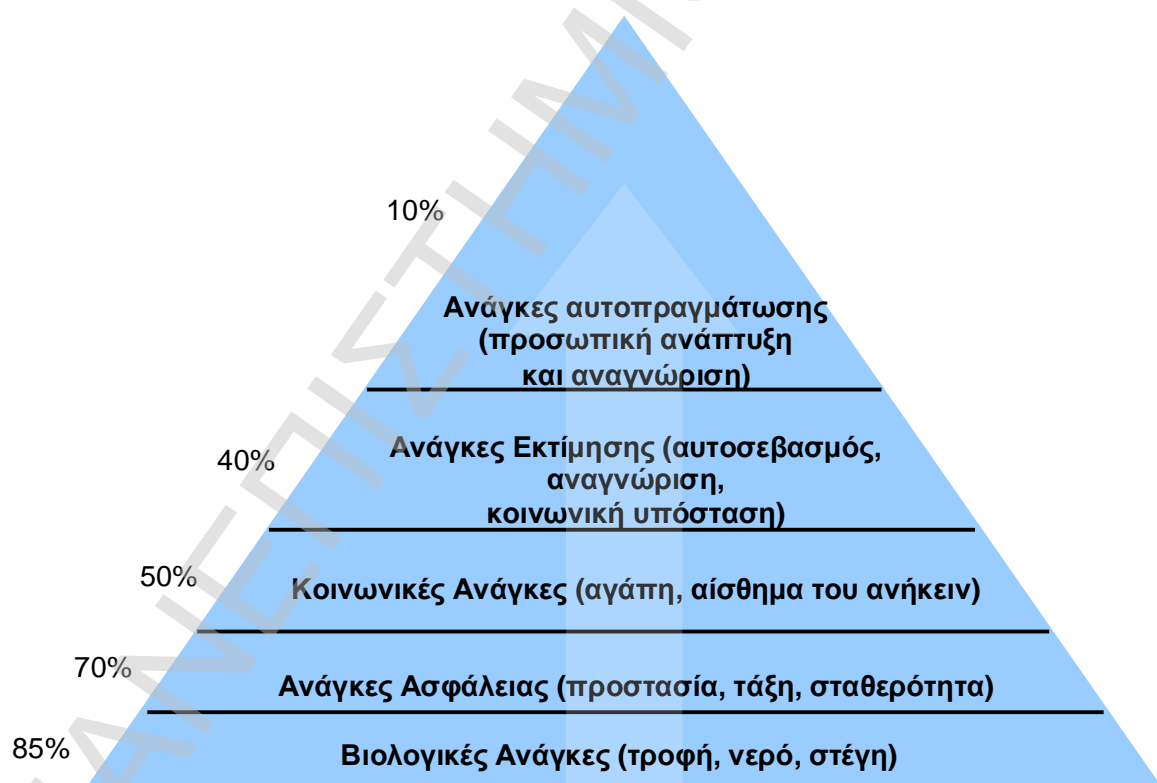 10%
Ανάγκες αυτοπραγμάτωσης
(προσωπική ανάπτυξη
και αναγνώριση)
40%
Ανάγκες Εκτίμησης (αυτοσεβασμός,
αναγνώριση,
κοινωνική υπόσταση)
50%
Κοινωνικές Ανάγκες (αγάπη, αίσθημα του ανήκειν)
70%
Ανάγκες Ασφάλειας (προστασία, τάξη, σταθερότητα)
85%
Βιολογικές Ανάγκες (τροφή, νερό, στέγη)